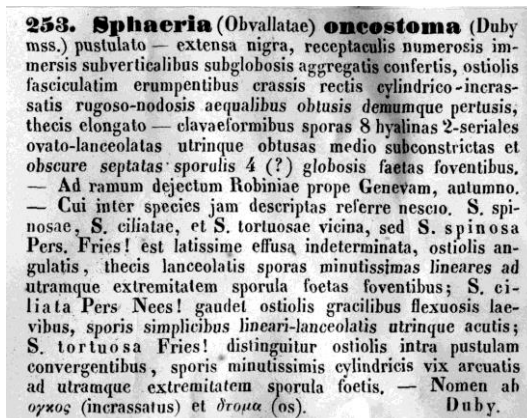 253. Sphaeria (Obvallatae) oncostoma (Duby
mss.) pustulato — extensa nigra, receptaculis numerosis im-
mersis subverticalibus subglobosis aggregatis confertis, ostiolis
fasciculatim erumpentibus crassis rectis cylindrico-incras-
satis rugoso-nodosis aequalibus obtusis demumque pertusis,
thecis elongato — clavaeformibus sporas 8 hyalinas 2-seriales
ovato-lanceolatas utrinque obtusas medio subconstrictas et
obscure septatas sporulis 4 (?) globosis faetas foventibus.
— Ad ramum dejectum Robiniae prope Genevam, autumno.
— Cui inter species jam descriptas referre nescio. S. spi-
nosae, S. ciliatae, et S. tortuosae vicina, sed S. spinosa
Pers. Fries! est latissime effusa indeterminata, ostiolis an-
gulatis, thecis lanceolatis sporas minutissimas lineares ad
utramque extremitatem sporula foetas foventibus; S. ci-
liata Pers Nees! gaudet ostiolis gracilibus flexuosis lae-
vibus, sporis simplicibus lineari-lanceolatis utrinque acutis;
S. tortuosa Fries! distinguitur ostiolis intra pustulam
convergentibus, sporis minutissimis cylindricis vix arcuatis
ad utramque extremitatem sporula foetis. — Nomen ab
ογκος (incrassatus) et ϭτομα (os). Duby.